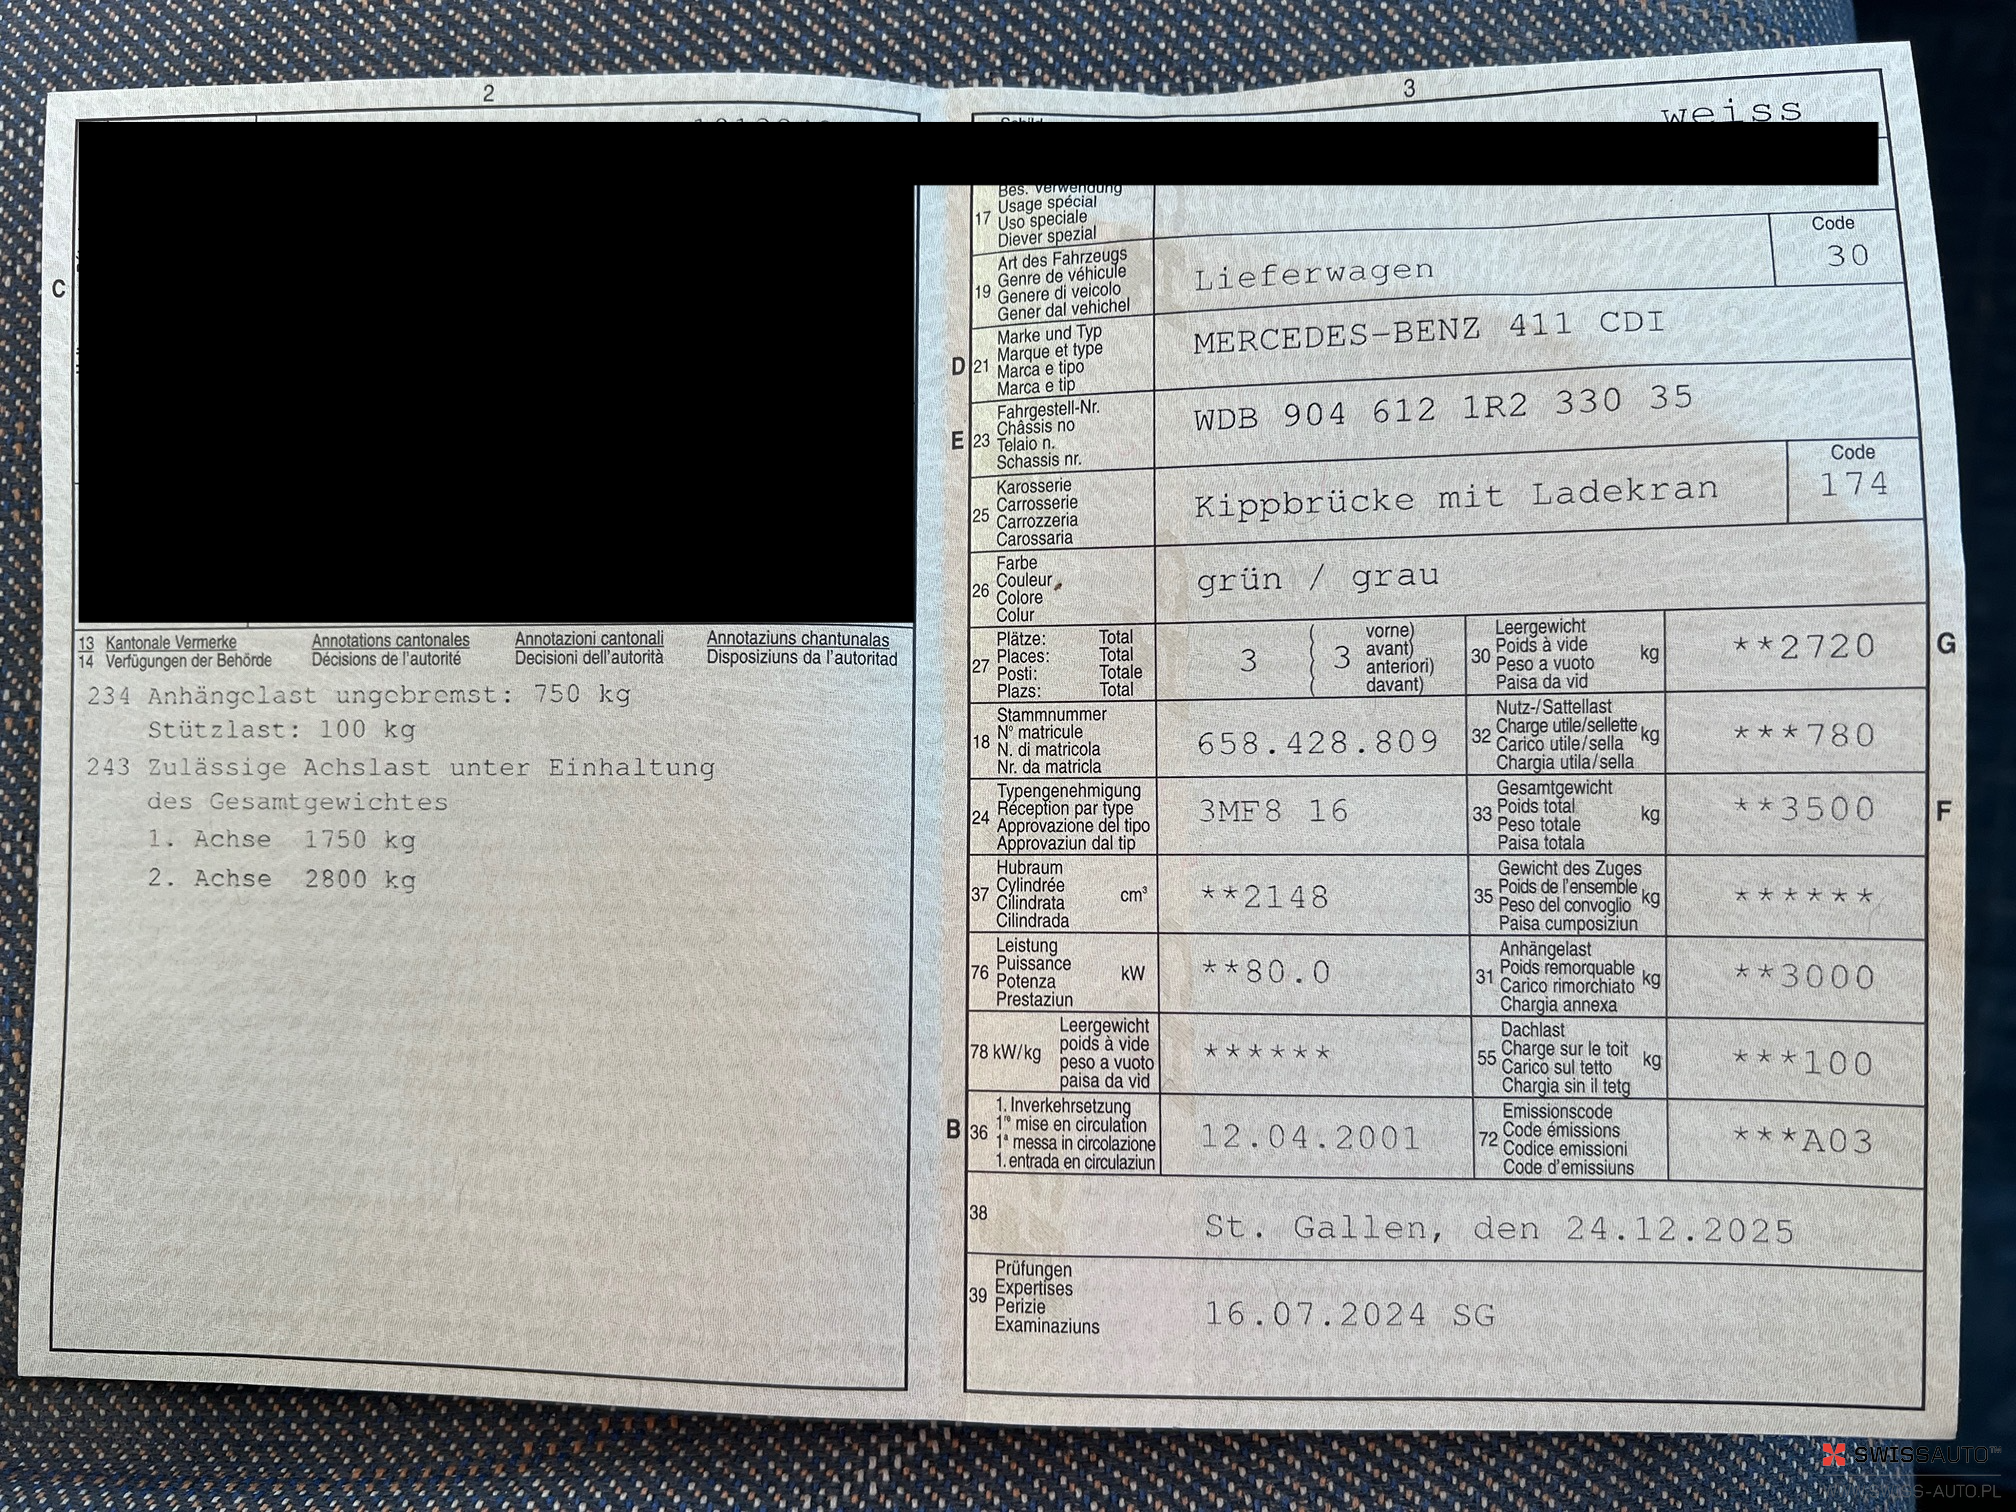 2
C
13 Kantonale Vermerke Annotations cantonales Annotazioni cantonali Annotaziuns chantunalas
14 Verfügungen der Behörde Décisions de l'autorité Decisioni dell'autorità Disposiziuns da l'autoritad
234 Anhängelast ungebremst: 750 kg
Stützlast: 100 kg
243 Zulässige Achslast unter Einhaltung
des Gesamtgewichtes
1. Achse 1750 kg
2. Achse 2800 kg
3
weiss
Bes. Verwendung
17 Usage spécial
Uso speciale
Diever spezial
Art des Fahrzeugs
Genre de véhicule
19 Genere di veicolo
Gener dal vehichel
Lieferwagen
Code
30
Marke und Typ
Marque et type
D 21 Marca e tipo
Marca e tip
MERCEDES-BENZ 411 CDI
Fahrgestell-Nr.
Châssis no
E 23 Telaio n.
Schassis nr.
WDB 904 612 1R2 330 35
Karosserie
Carrosserie
25 Carrozzeria
Carossaria
Kippbrücke mit Ladekran
Code
174
Farbe
Couleur
26 Colore
Colur
grün / grau
Plätze: Total
27 Places: Total
Posti: Totale
Plazs: Total
3 ( 3
vorne)
avant)
anteriori)
davant)
Leergewicht
30 Poids à vide kg
Peso a vuoto
Paisa da vid
**2720
G
Stammnummer
18 N° matricule
N. di matricola
Nr. da matricla
658.428.809
Nutz-/Sattellast
32 Charge utile/sellette kg
Carico utile/sella
Chargia utila/sella
***780
Typengenehmigung
24 Réception par type
Approvazione del tipo
Approvaziun dal tip
3MF8 16
Gesamtgewicht
33 Poids total kg
Peso totale
Paisa totala
**3500
F
Hubraum
37 Cylindrée cm³
Cilindrata
Cilindrada
**2148
Gewicht des Zuges
35 Poids de l'ensemble kg
Peso del convoglio
Paisa cumposiziun
******
Leistung
76 Puissance kW
Potenza
Prestaziun
**80.0
Anhängelast
31 Poids remorquable kg
Carico rimorchiato
Chargia annexa
**3000
78 kW/kg
Leergewicht
poids à vide
peso a vuoto
paisa da vid
******
Dachlast
55 Charge sur le toit kg
Carico sul tetto
Chargia sin il tetg
***100
1. Inverkehrsetzung
B 36 1re mise en circulation
1a messa in circolazione
1. entrada en circulaziun
12.04.2001
Emissionscode
72 Code émissions
Codice emissioni
Code d'emissiuns
***A03
38
St. Gallen, den 24.12.2025
Prüfungen
39 Expertises
Perizie
Examinaziuns
16.07.2024 SG
SWISSAUTO™
WWW.SWISS-AUTO.PL